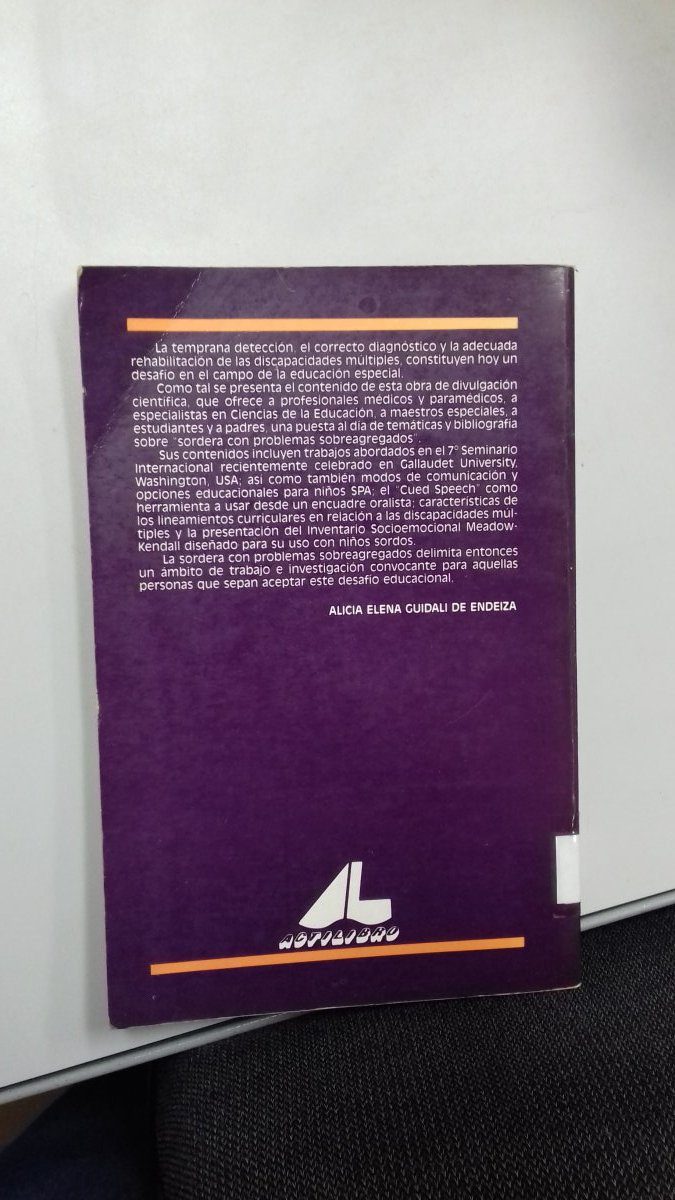 La temprana detección, el correcto diagnóstico y la adecuada
rehabilitación de las discapacidades múltiples, constituyen hoy un
desafío en el campo de la educación especial.
Como tal se presenta el contenido de esta obra de divulgación
científica, que ofrece a profesionales médicos y paramédicos, a
especialistas en Ciencias de la Educación, a maestros especiales, a
estudiantes y a padres, una puesta al día de temáticas y bibliografía
sobre "sordera con problemas sobreagregados".
Sus contenidos incluyen trabajos abordados en el 7° Seminario
Internacional recientemente celebrado en Gallaudet University,
Washington, USA; así como también modos de comunicación y
opciones educacionales para niños SPA; el "Cued Speech" como
herramienta a usar desde un encuadre oralista; características de
los lineamientos curriculares en relación a las discapacidades múl-
tiples y la presentación del Inventario Socioemocional Meadow-
Kendall diseñado para su uso con niños sordos.
La sordera con problemas sobreagregados delimita entonces
un ámbito de trabajo e investigación convocante para aquellas
personas que sepan aceptar este desafío educacional.
ALICIA ELENA GUIDALI DE ENDEIZA
AL
ACTILIBRO